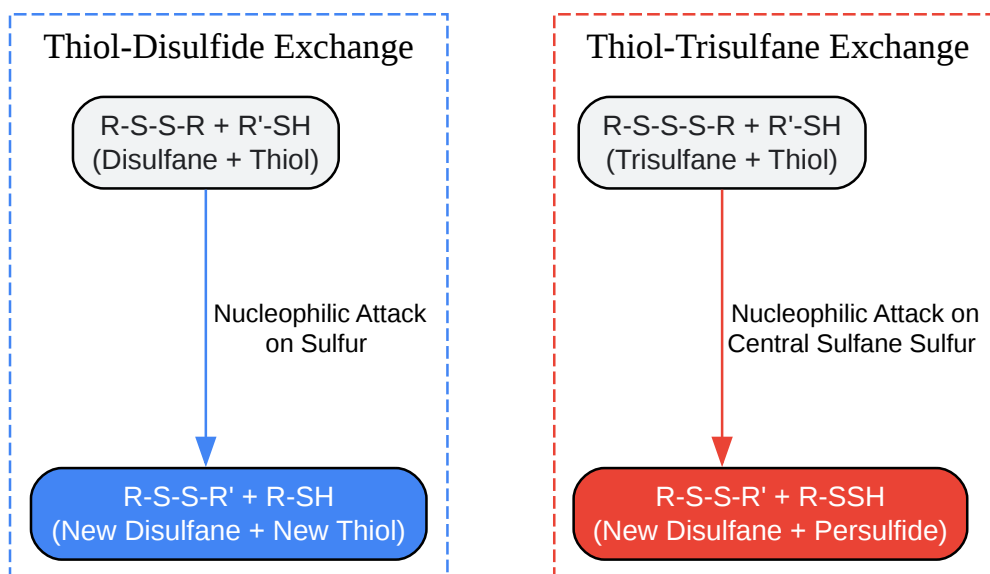 Thiol-Disulfide Exchange
R-S-S-R + R'-SH
(Disulfane + Thiol)
Nucleophilic Attack
on Sulfur
R-S-S-R' + R-SH
(New Disulfane + New Thiol)
Thiol-Trisulfane Exchange
R-S-S-S-R + R'-SH
(Trisulfane + Thiol)
Nucleophilic Attack on
Central Sulfane Sulfur
R-S-S-R' + R-SSH
(New Disulfane + Persulfide)